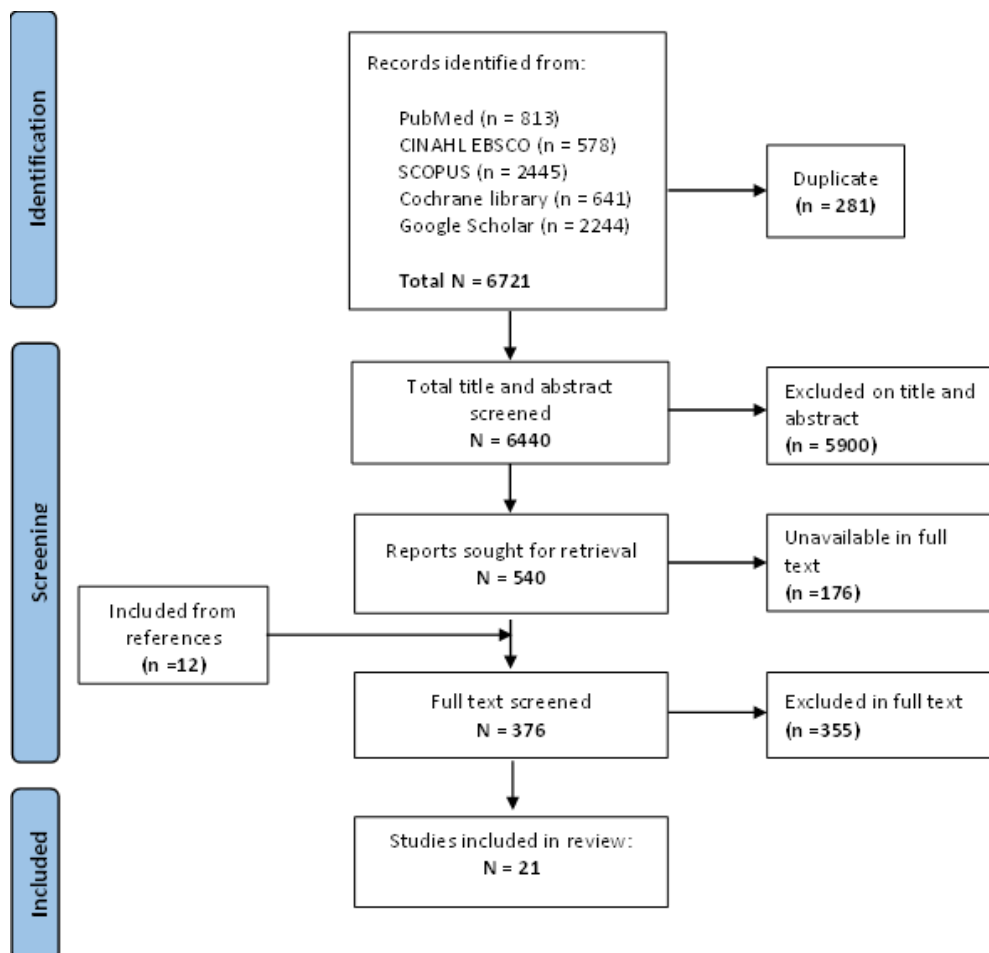 Identification
Records identified from:
PubMed (n = 813)
CINAHL EBSCO (n = 578)
SCOPUS (n = 2445)
Cochrane library (n = 641)
Google Scholar (n = 2244)
Total N = 6721
Duplicate
(n = 281)
Screening
Total title and abstract
screened
N = 6440
Excluded on title and
abstract
(n = 5900)
Reports sought for retrieval
N = 540
Unavailable in full
text
(n =176)
Included from
references
(n =12)
Full text screened
N = 376
Excluded in full text
(n =355)
Included
Studies included in review:
N = 21